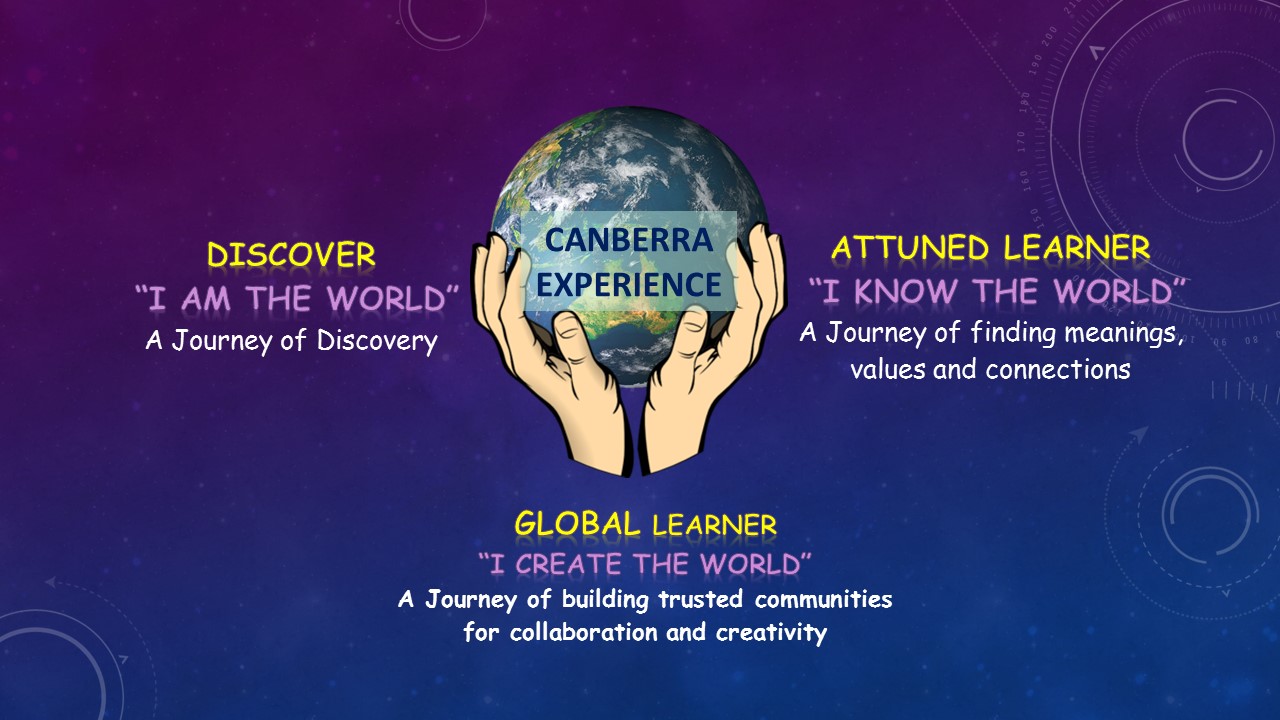 CANBERRA
EXPERIENCE
DISCOVER
“I AM THE WORLD”
A Journey of Discovery
ATTUNED LEARNER
“I KNOW THE WORLD”
A Journey of finding meanings,
values and connections
GLOBAL LEARNER
“I CREATE THE WORLD”
A Journey of building trusted communities
for collaboration and creativity